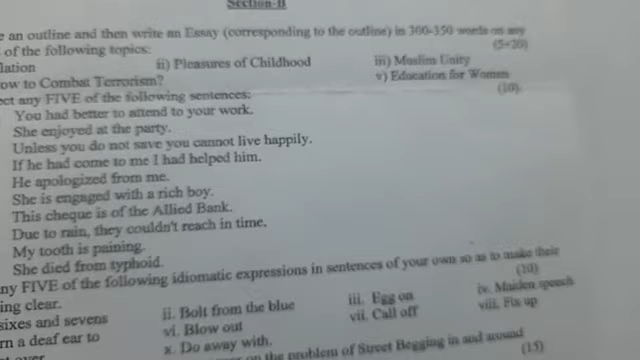 Section-B
e an outline and then write an Essay (corresponding to the outline) in 300-350 words on any
of the following topics: (5+20)
lation ii) Pleasures of Childhood iii) Muslim Unity
ow to Combat Terrorism? v) Education for Women
ect any FIVE of the following sentences: (10)
You had better to attend to your work.
She enjoyed at the party.
Unless you do not save you cannot live happily.
If he had come to me I had helped him.
He apologized from me.
She is engaged with a rich boy.
This cheque is of the Allied Bank.
Due to rain, they couldn't reach in time.
My tooth is paining.
She died from typhoid.
ny FIVE of the following idiomatic expressions in sentences of your own so as to make their
ing clear. (10)
ii. Bolt from the blue iii. Egg on iv. Maiden speech
sixes and sevens vi. Blow out vii. Call off viii. Fix up
rn a deaf ear to x. Do away with.
over on the problem of Street Begging in and around
(15)